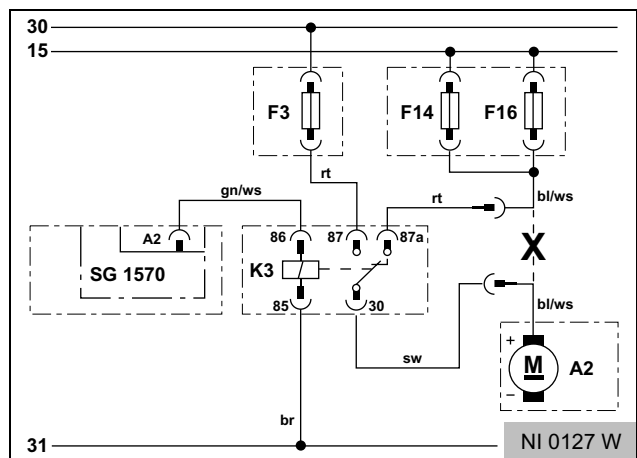 30
15
F3
F14
F16
rt
gn/ws
rt
bl/ws
A2
86
87
87a
X
SG 1570
K3
85
30
bl/ws
sw
+
M
A2
–
br
31
NI 0127 W